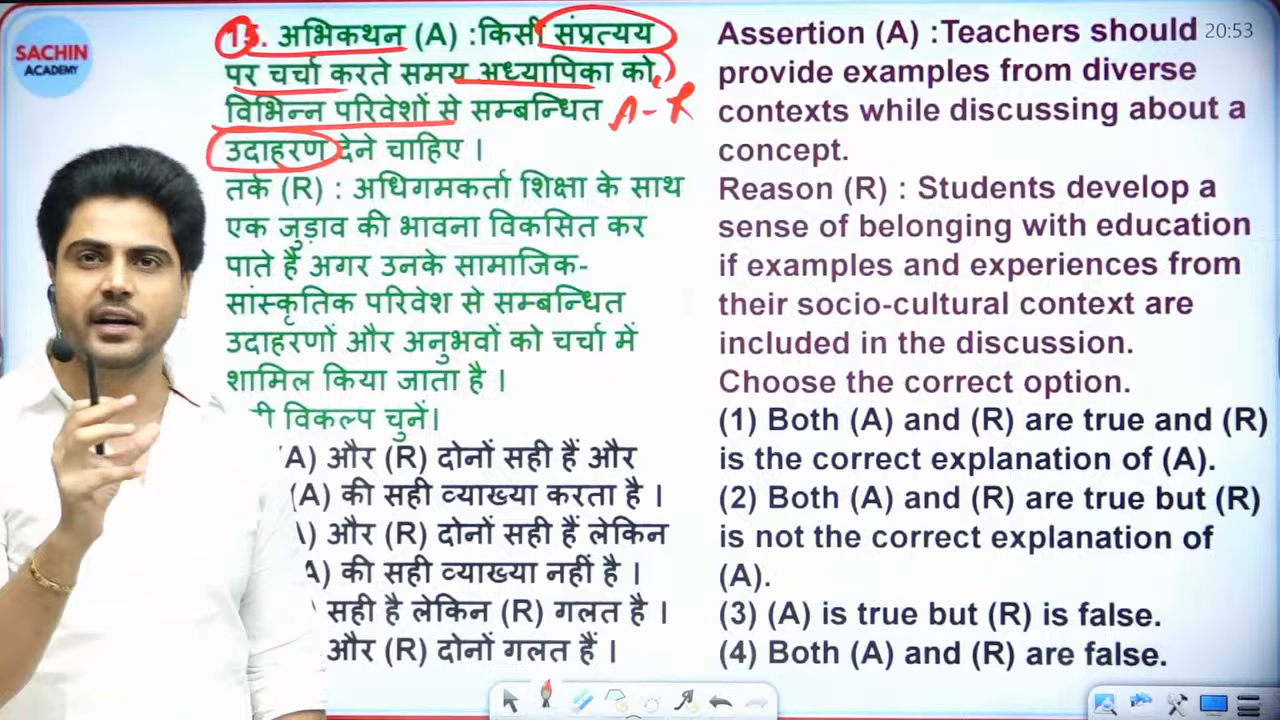 SACHIN
ACADEMY
15. अभिकथन (A) :किसी संप्रत्यय
पर चर्चा करते समय अध्यापिका को
विभिन्न परिवेशों से सम्बन्धित
A-R
उदाहरण देने चाहिए ।
तर्क (R) : अधिगमकर्ता शिक्षा के साथ
एक जुड़ाव की भावना विकसित कर
पाते हैं अगर उनके सामाजिक-
सांस्कृतिक परिवेश से सम्बन्धित
उदाहरणों और अनुभवों को चर्चा में
शामिल किया जाता है ।
विकल्प चुनें।
A) और (R) दोनों सही हैं और
(A) की सही व्याख्या करता है ।
और (R) दोनों सही हैं लेकिन
A) की सही व्याख्या नहीं है ।
सही है लेकिन (R) गलत है ।
और (R) दोनों गलत हैं ।
Assertion (A) :Teachers should
20:53
provide examples from diverse
contexts while discussing about a
concept.
Reason (R) : Students develop a
sense of belonging with education
if examples and experiences from
their socio-cultural context are
included in the discussion.
Choose the correct option.
(1) Both (A) and (R) are true and (R)
is the correct explanation of (A).
(2) Both (A) and (R) are true but (R)
is not the correct explanation of
(A).
(3) (A) is true but (R) is false.
(4) Both (A) and (R) are false.